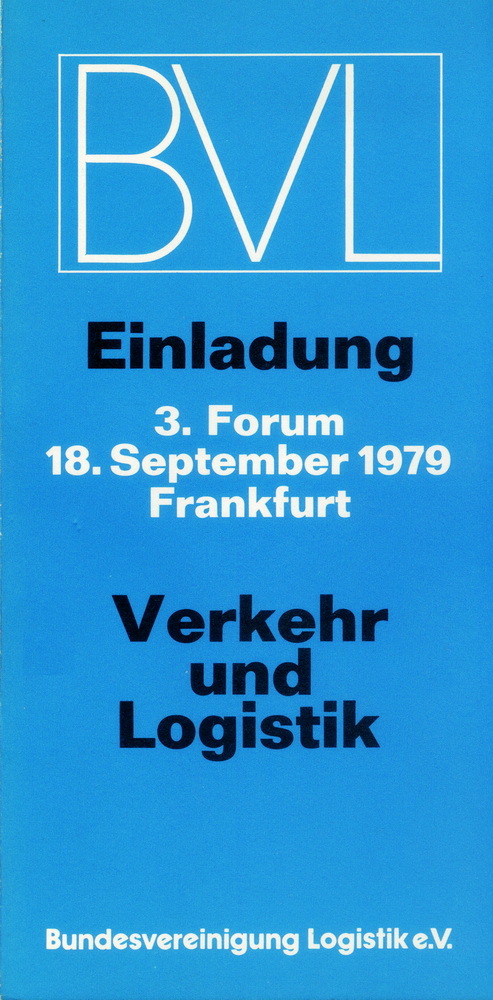 BVL
Einladung
3. Forum
18. September 1979
Frankfurt
Verkehr
und
Logistik
Bundesvereinigung Logistik e.V.